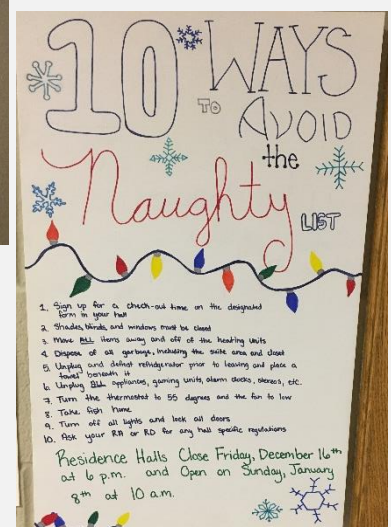 10 WAYS
TO AVOID
the
Naughty
LIST
1. Sign up for a check-out time on the designated
form in your hall
2. Shades, blinds, and windows must be closed
3. Move ALL items away and off of the heating units
4. Dispose of all garbage, including the suite area and closet
5. Unplug and defrost refridgerator prior to leaving and place a
towel beneath it
6. Unplug ALL appliances, gaming units, alarm clocks, stereos, etc.
7. Turn the thermostat to 55 degrees and the fan to low
8. Take fish home
9. Turn off all lights and lock all doors
10. Ask your RA or RD for any hall specific regulations
Residence Halls Close Friday, December 16th
at 6 p.m. and Open on Sunday, January
8th at 10 a.m.